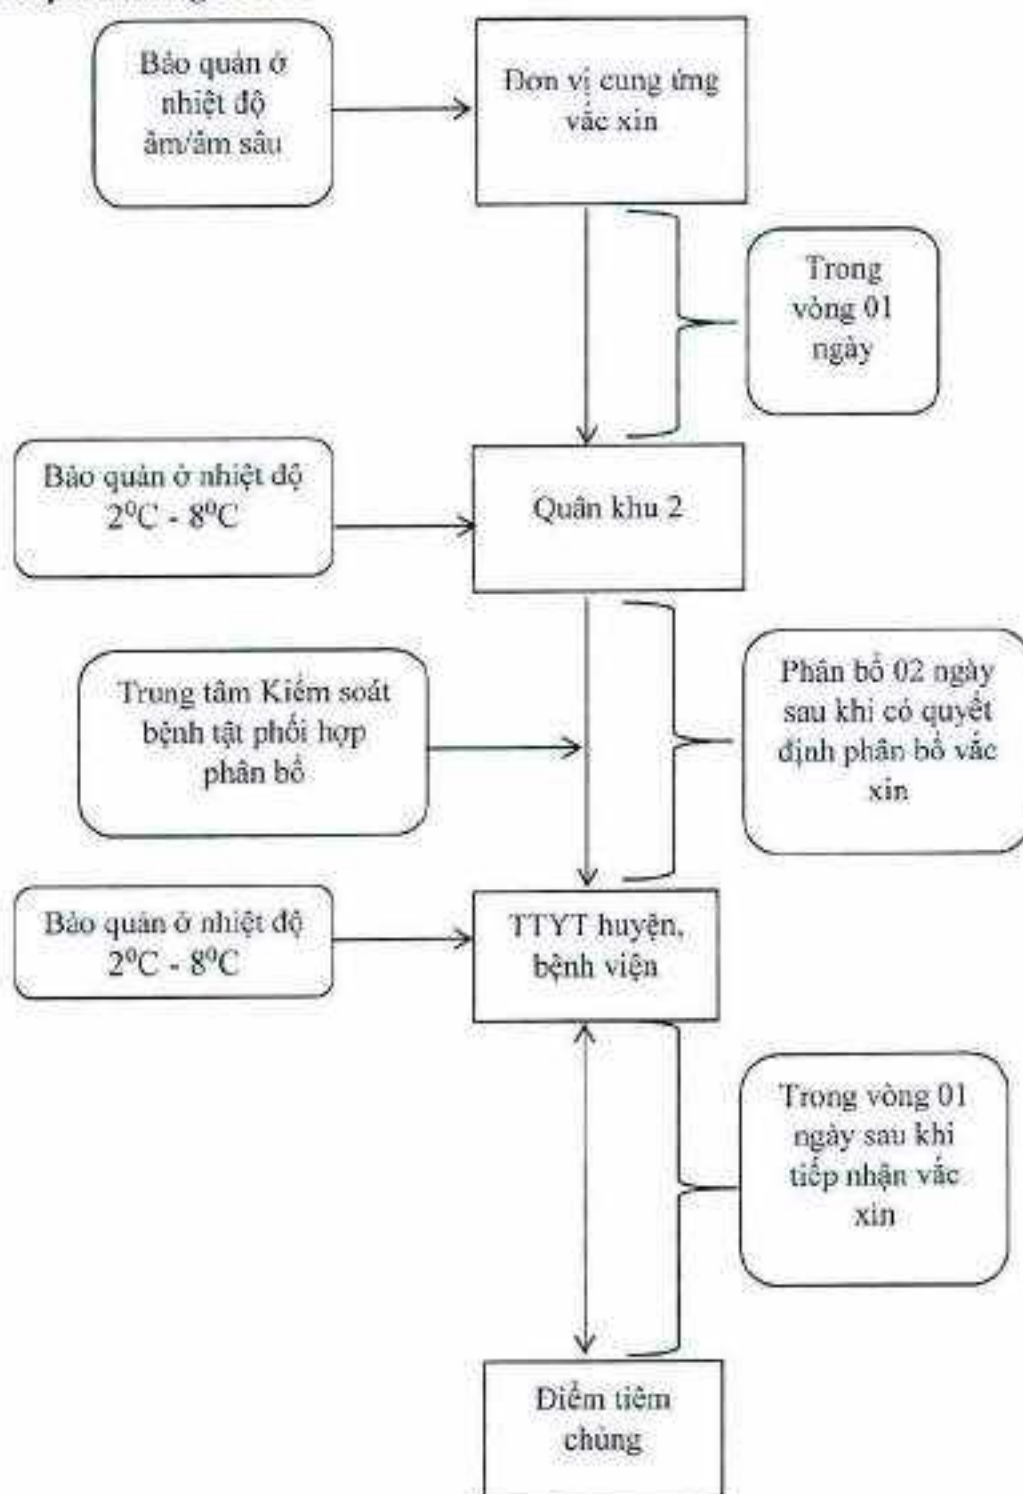 Bảo quản ở
nhiệt độ
âm/âm sâu
Đơn vị cung ứng
vắc xin
Trong
vòng 01
ngày
Bảo quản ở nhiệt độ
2⁰C - 8⁰C
Quân khu 2
Trung tâm Kiểm soát
bệnh tật phối hợp
phân bổ
Phân bổ 02 ngày
sau khi có quyết
định phân bổ vắc
xin
Bảo quản ở nhiệt độ
2⁰C - 8⁰C
TTYT huyện,
bệnh viện
Trong vòng 01
ngày sau khi
tiếp nhận vắc
xin
Điểm tiêm
chủng